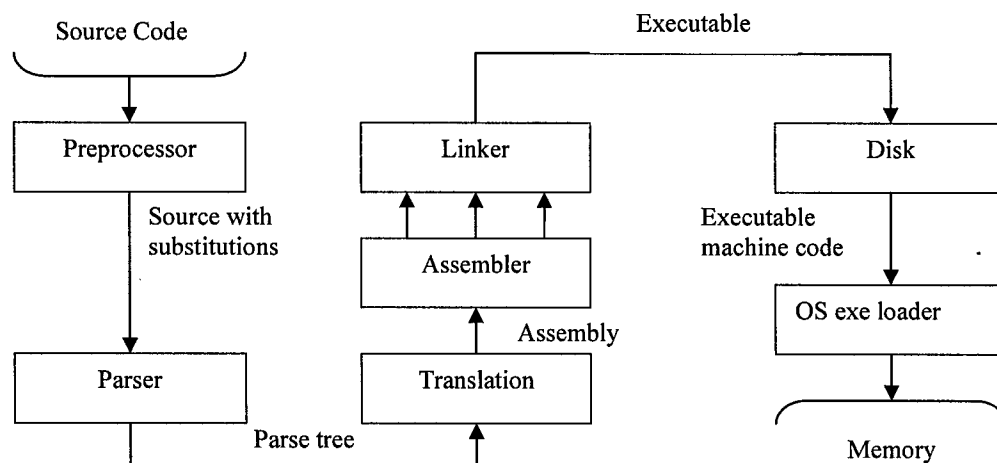 Source Code
Preprocessor
Source with
substitutions
Parser
Parse tree
Translation
Assembly
Assembler
Linker
Executable
Disk
Executable
machine code
OS exe loader
Memory